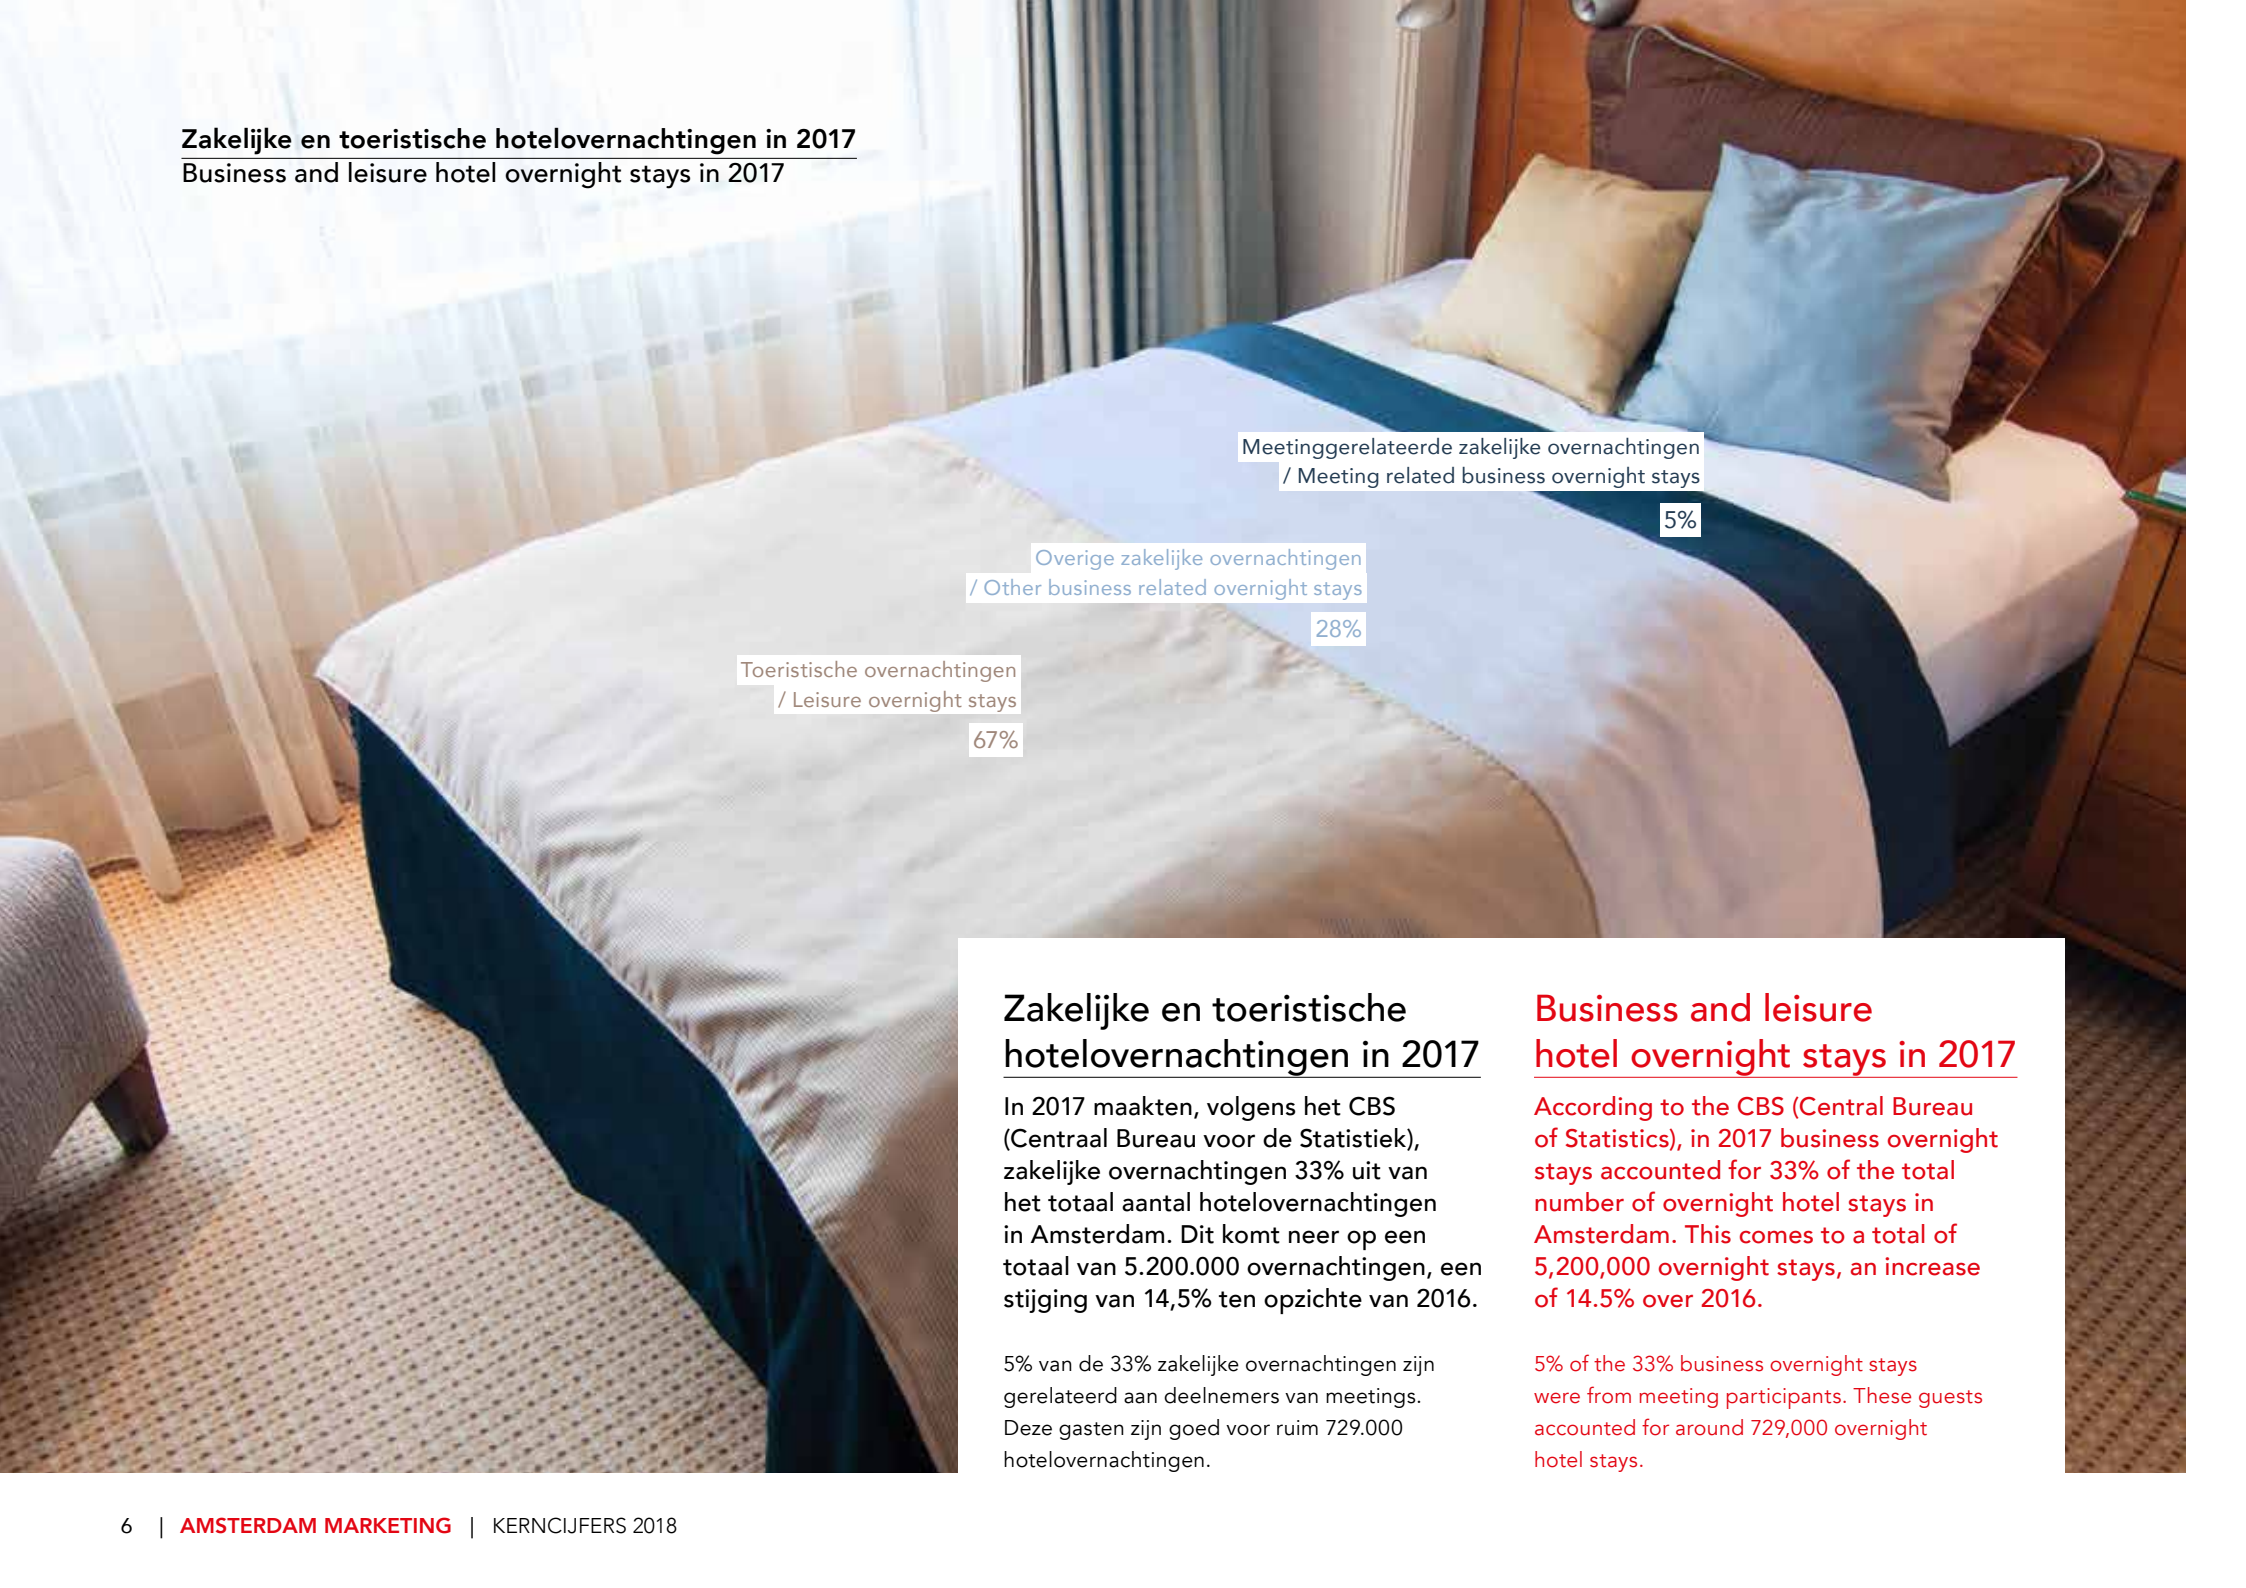 Zakelijke en toeristische hotelovernachtingen in 2017
Business and leisure hotel overnight stays in 2017
Meetinggerelateerde zakelijke overnachtingen
/ Meeting related business overnight stays
5%
Overige zakelijke overnachtingen
/ Other business related overnight stays
28%
Toeristische overnachtingen
/ Leisure overnight stays
67%
Zakelijke en toeristische
hotelovernachtingen in 2017
In 2017 maakten, volgens het CBS
(Centraal Bureau voor de Statistiek),
zakelijke overnachtingen 33% uit van
het totaal aantal hotelovernachtingen
in Amsterdam. Dit komt neer op een
totaal van 5.200.000 overnachtingen, een
stijging van 14,5% ten opzichte van 2016.
5% van de 33% zakelijke overnachtingen zijn
gerelateerd aan deelnemers van meetings.
Deze gasten zijn goed voor ruim 729.000
hotelovernachtingen.
Business and leisure
hotel overnight stays in 2017
According to the CBS (Central Bureau
of Statistics), in 2017 business overnight
stays accounted for 33% of the total
number of overnight hotel stays in
Amsterdam. This comes to a total of
5,200,000 overnight stays, an increase
of 14.5% over 2016.
5% of the 33% business overnight stays
were from meeting participants. These guests
accounted for around 729,000 overnight
hotel stays.
6 | AMSTERDAM MARKETING | KERNCIJFERS 2018